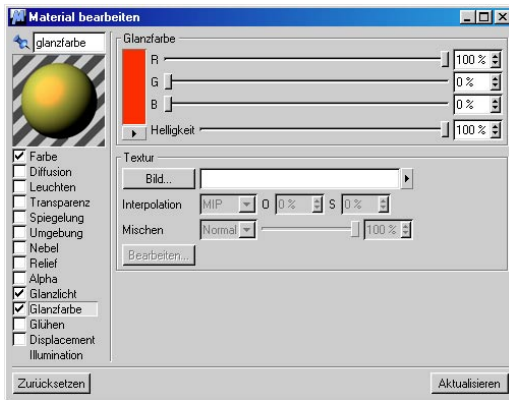 Material bearbeiten
glanzfarbe
Farbe
Diffusion
Leuchten
Transparenz
Spiegelung
Umgebung
Nebel
Relief
Alpha
Glanzlicht
Glanzfarbe
Glühen
Displacement
Illumination
Glanzfarbe
R 100 %
G 0 %
B 0 %
Helligkeit 100 %
Textur
Bild...
Interpolation MIP O 0 % S 0 %
Mischen Normal 100 %
Bearbeiten...
Zurücksetzen
Aktualisieren